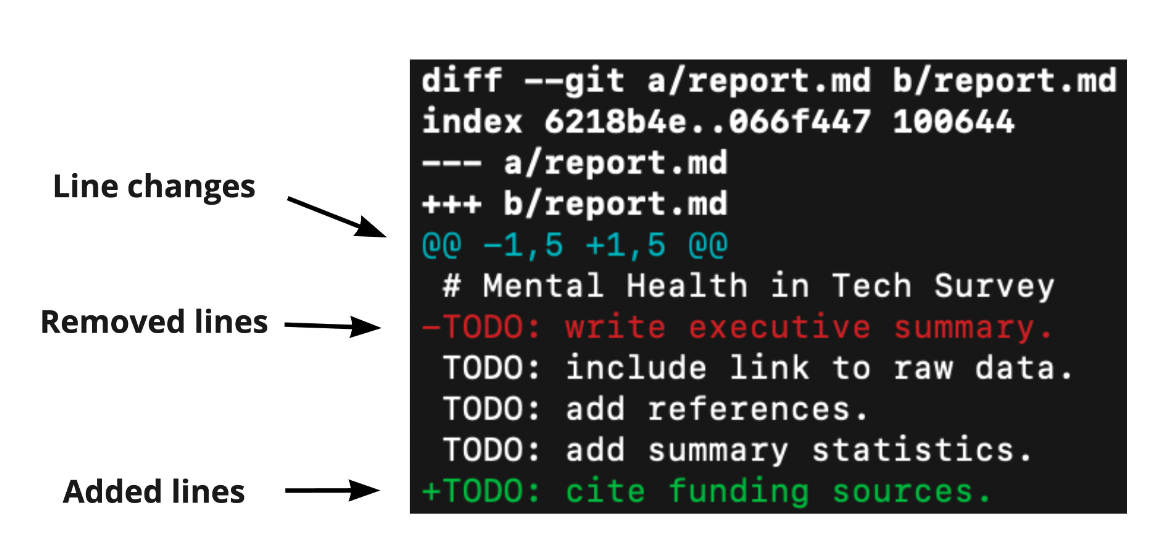 diff --git a/report.md b/report.md
index 6218b4e..066f447 100644
--- a/report.md
+++ b/report.md
Line changes
@@ -1,5 +1,5 @@
# Mental Health in Tech Survey
Removed lines
-TODO: write executive summary.
TODO: include link to raw data.
TODO: add references.
TODO: add summary statistics.
Added lines
+TODO: cite funding sources.